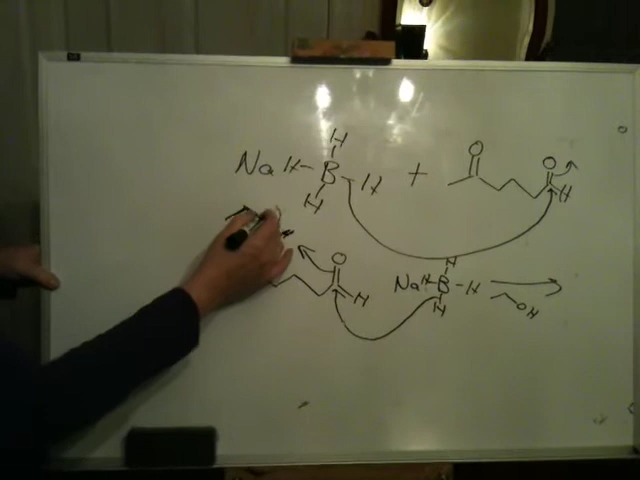 H
Na H-B-H + O O
H H
O H
Na H-B-H
H OH